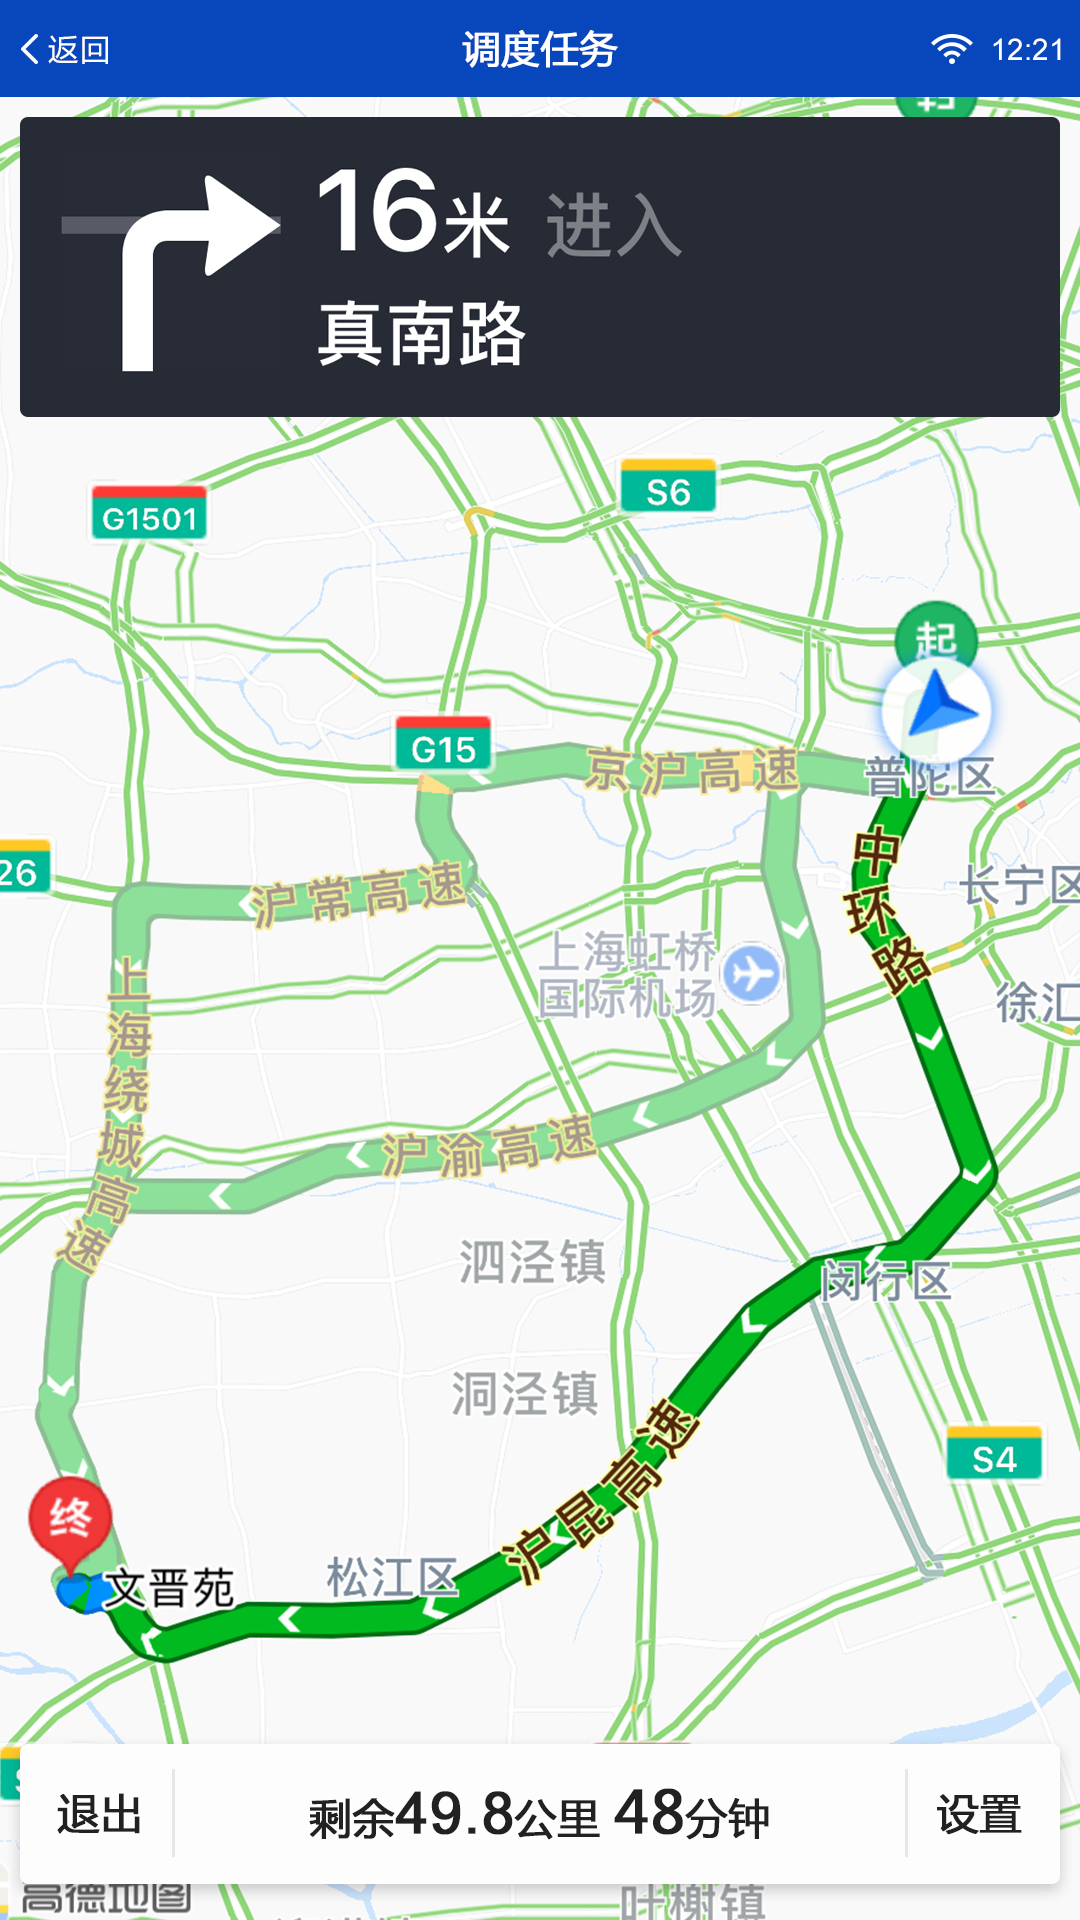 返回
调度任务
12:21
16米 进入
真南路
S6
G1501
起
G15
京沪高速
普陀区
中环路
26
沪常高速
长宁区
上海虹桥
国际机场
徐汇
上海绕城高速
沪渝高速
泗泾镇
闵行区
洞泾镇
沪昆高速
S4
终
文晋苑
松江区
退出
剩余49.8公里 48分钟
设置
高德地图
叶榭镇